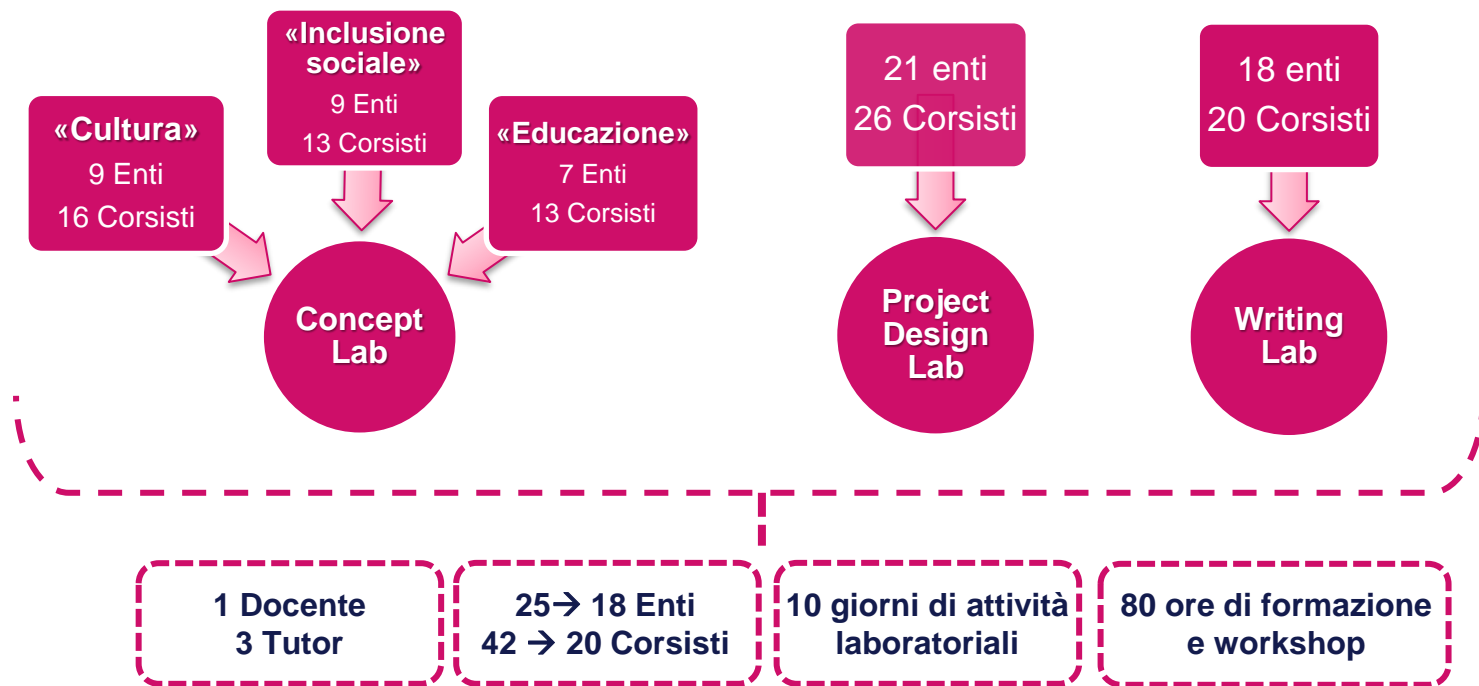 «Cultura»
9 Enti
16 Corsisti
«Inclusione
sociale»
9 Enti
13 Corsisti
«Educazione»
7 Enti
13 Corsisti
Concept
Lab
21 enti
26 Corsisti
Project
Design
Lab
18 enti
20 Corsisti
Writing
Lab
1 Docente
3 Tutor
25→ 18 Enti
42 → 20 Corsisti
10 giorni di attività
laboratoriali
80 ore di formazione
e workshop